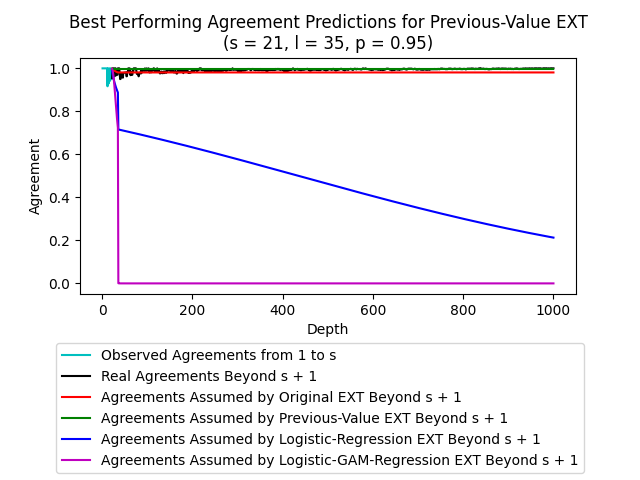 Best Performing Agreement Predictions for Previous-Value EXT
(s = 21, l = 35, p = 0.95)
1.0
0.8
0.6
0.4
0.2
0.0
Agreement
0 200 400 600 800 1000
Depth
Observed Agreements from 1 to s
Real Agreements Beyond s + 1
Agreements Assumed by Original EXT Beyond s + 1
Agreements Assumed by Previous-Value EXT Beyond s + 1
Agreements Assumed by Logistic-Regression EXT Beyond s + 1
Agreements Assumed by Logistic-GAM-Regression EXT Beyond s + 1